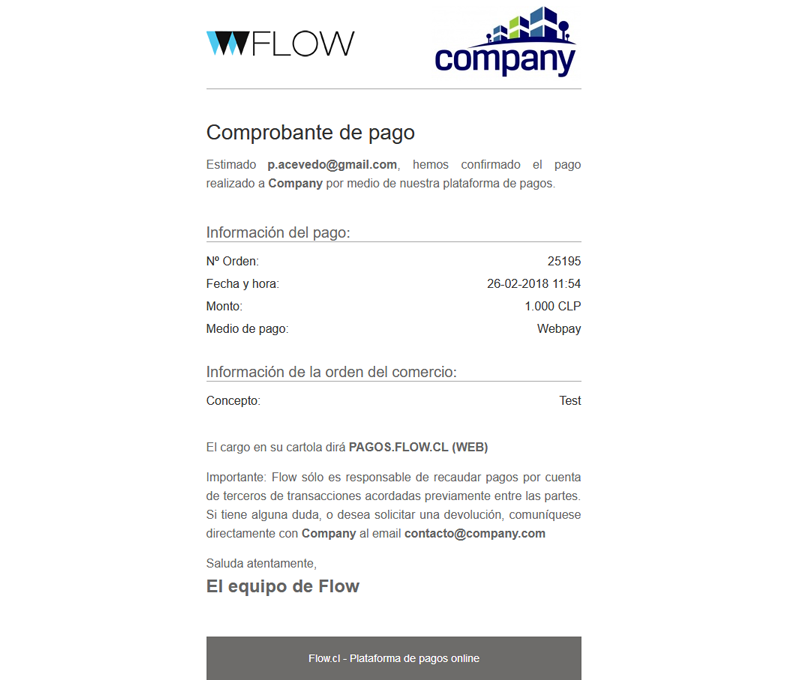 FLOW
company
Comprobante de pago
Estimado p.acevedo@gmail.com, hemos confirmado el pago
realizado a Company por medio de nuestra plataforma de pagos.
Información del pago:
Nº Orden: 25195
Fecha y hora: 26-02-2018 11:54
Monto: 1.000 CLP
Medio de pago: Webpay
Información de la orden del comercio:
Concepto: Test
El cargo en su cartola dirá PAGOS.FLOW.CL (WEB)
Importante: Flow sólo es responsable de recaudar pagos por cuenta
de terceros de transacciones acordadas previamente entre las partes.
Si tiene alguna duda, o desea solicitar una devolución, comuníquese
directamente con Company al email contacto@company.com
Saluda atentamente,
El equipo de Flow
Flow.cl - Plataforma de pagos online